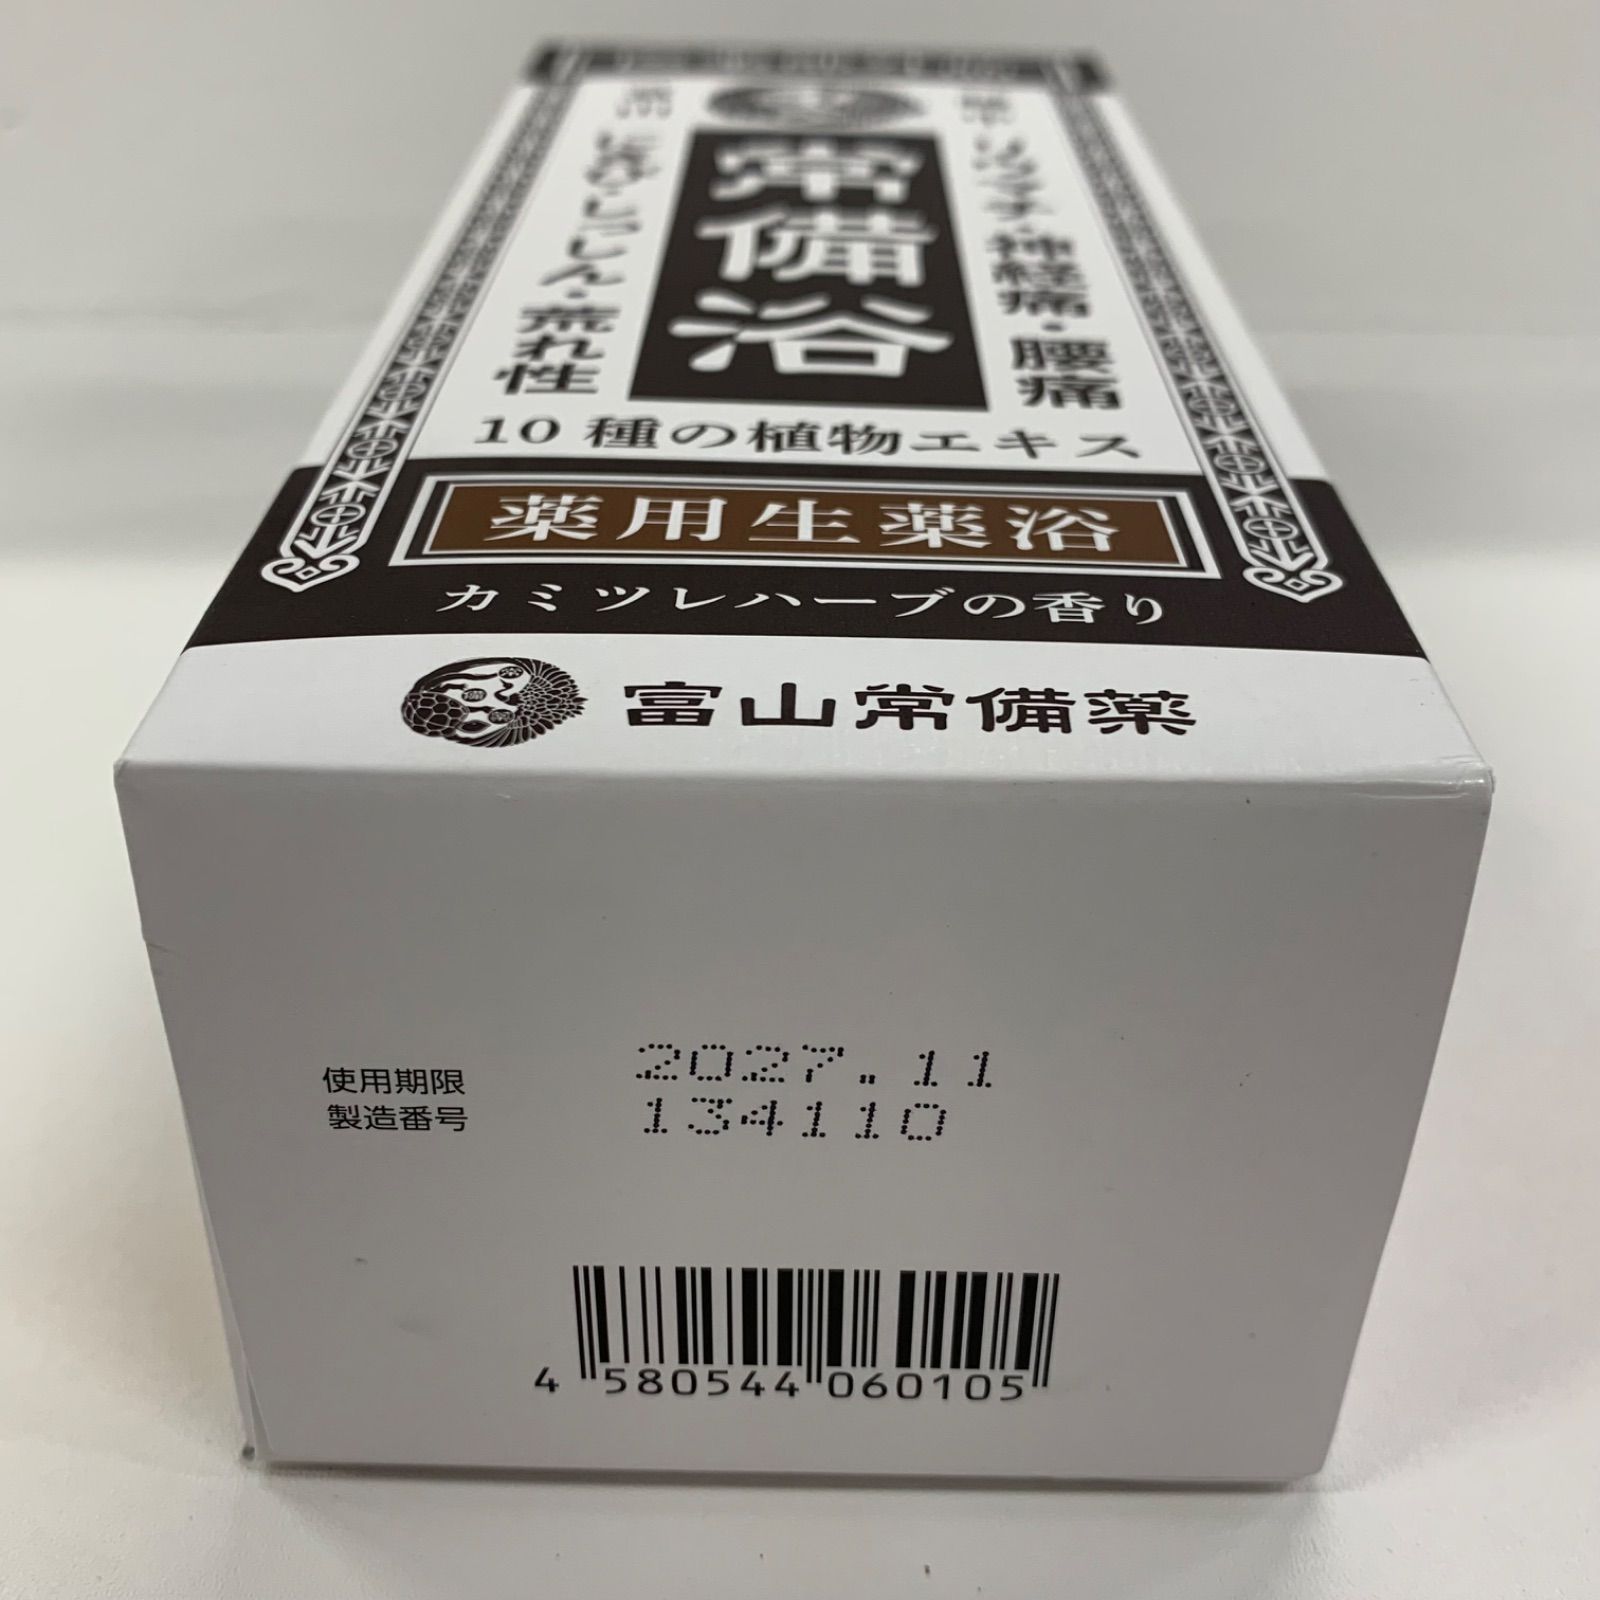 リウマチ・神経痛・腰痛
常備浴
にきび・しっしん・荒れ性
10種の植物エキス
薬用生薬浴
カミツレハーブの香り
富山常備薬
使用期限 2027.11
製造番号 134110
4 580544 060105